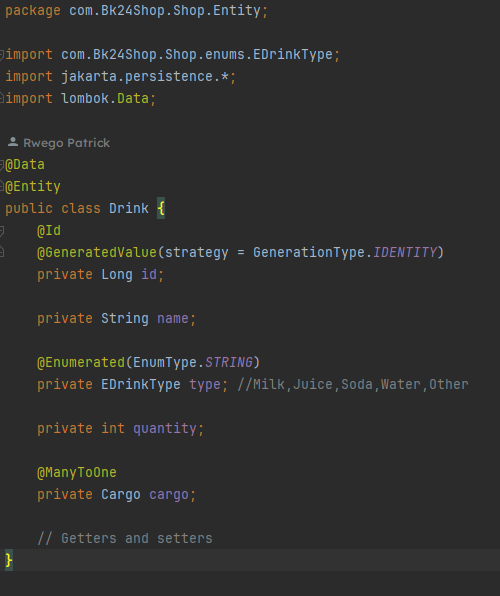 package com.Bk24Shop.Shop.Entity;
import com.Bk24Shop.Shop.enums.EDrinkType;
import jakarta.persistence.*;
import lombok.Data;
Rwego Patrick
@Data
@Entity
public class Drink {
@Id
@GeneratedValue(strategy = GenerationType.IDENTITY)
private Long id;
private String name;
@Enumerated(EnumType.STRING)
private EDrinkType type; //Milk,Juice,Soda,Water,Other
private int quantity;
@ManyToOne
private Cargo cargo;
// Getters and setters
}